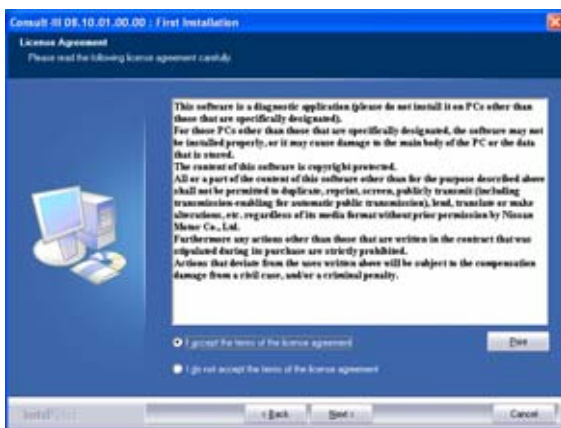 Consult-III 08.10.01.00.00 : First Installation
License Agreement
Please read the following license agreement carefully.
This software is a diagnostic application (please do not install it on PCs other than
those that are specifically designated).
For those PCs other than those that are specifically designated, the software may not
be installed properly, or it may cause damage to the main body of the PC or the data
that is stored.
The content of this software is copyright protected.
All or a part of the content of this software other than for the purpose described above
shall not be permitted to duplicate, reprint, screen, publicly transmit (including
transmission enabling for automatic public transmission), lend, translate or make
alterations, etc. regardless of its media format without prior permission by Nissan
Motor Co., Ltd.
Furthermore any actions other than those that are written in the contract that was
stipulated during its purchase are strictly prohibited.
Actions that deviate from the uses written above will be subject to the compensation
damage from a civil case, and/or a criminal penalty.
I accept the terms of the license agreement
Print
I do not accept the terms of the license agreement
< Back
Next >
Cancel